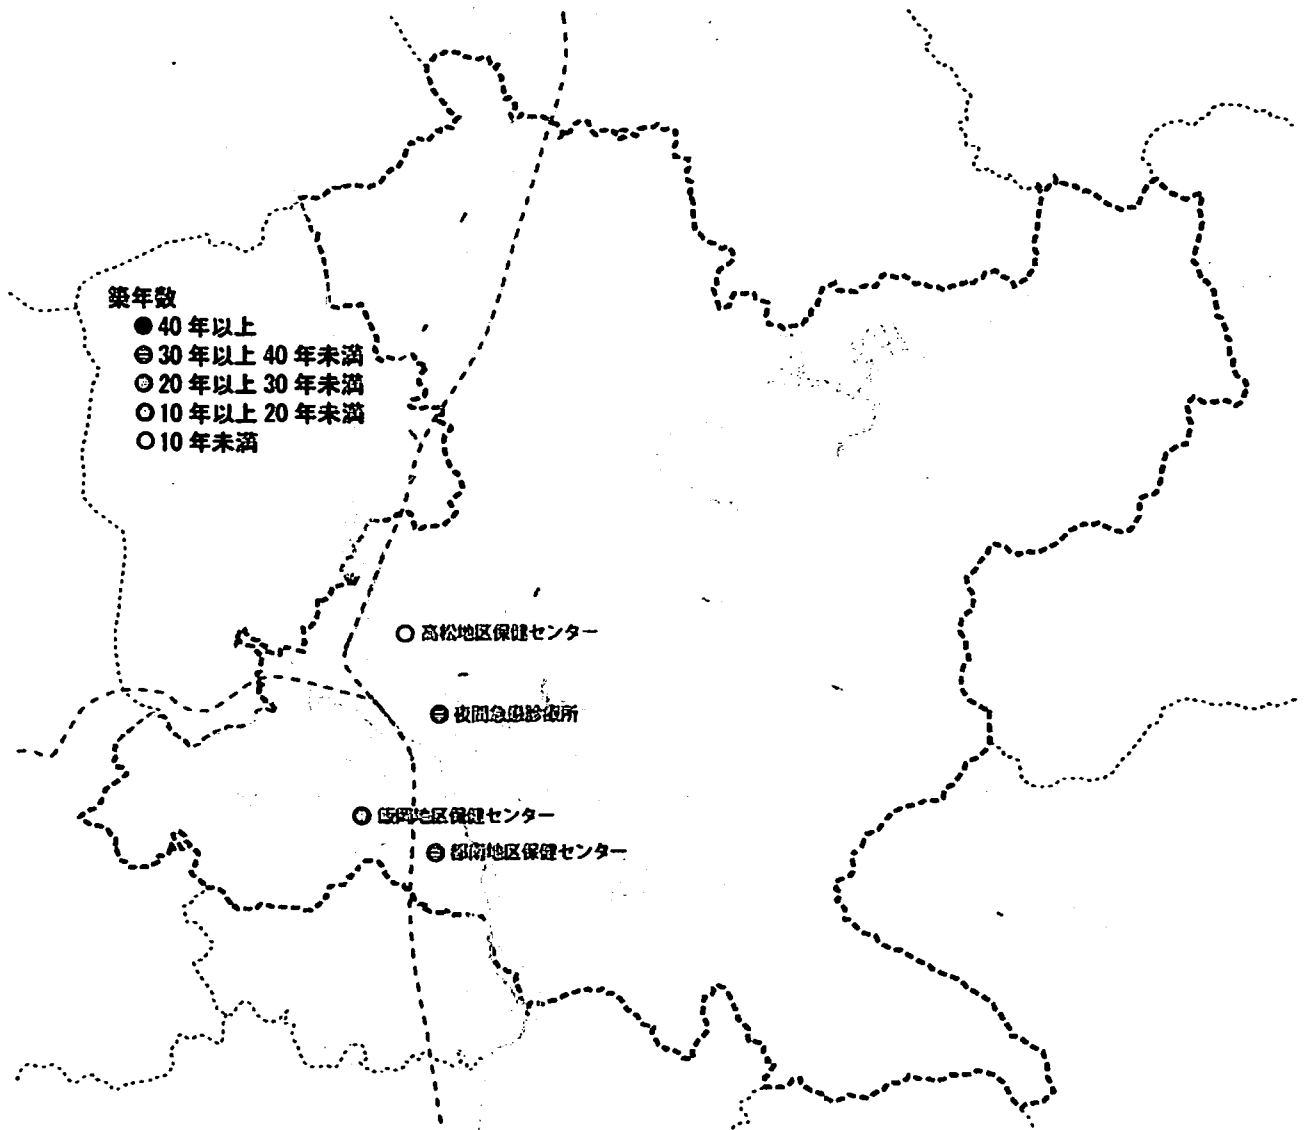 築年数
● 40 年以上
30 年以上 40 年未満
20 年以上 30 年未満
10 年以上 20 年未満
○ 10 年未満
高松地区保健センター
夜間急患診療所
飯岡地区保健センター
都南地区保健センター